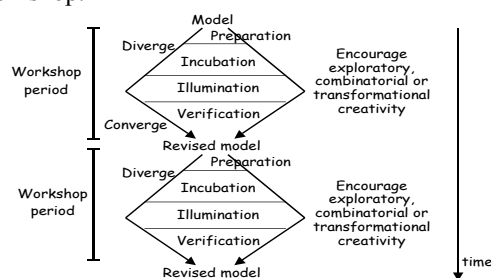 Model
Diverge
Preparation
Workshop
period
Incubation
Illumination
Verification
Encourage
exploratory,
combinatorial or
transformational
creativity
Converge
Revised model
Diverge
Preparation
Workshop
period
Incubation
Illumination
Verification
Encourage
exploratory,
combinatorial or
transformational
creativity
time
Revised model